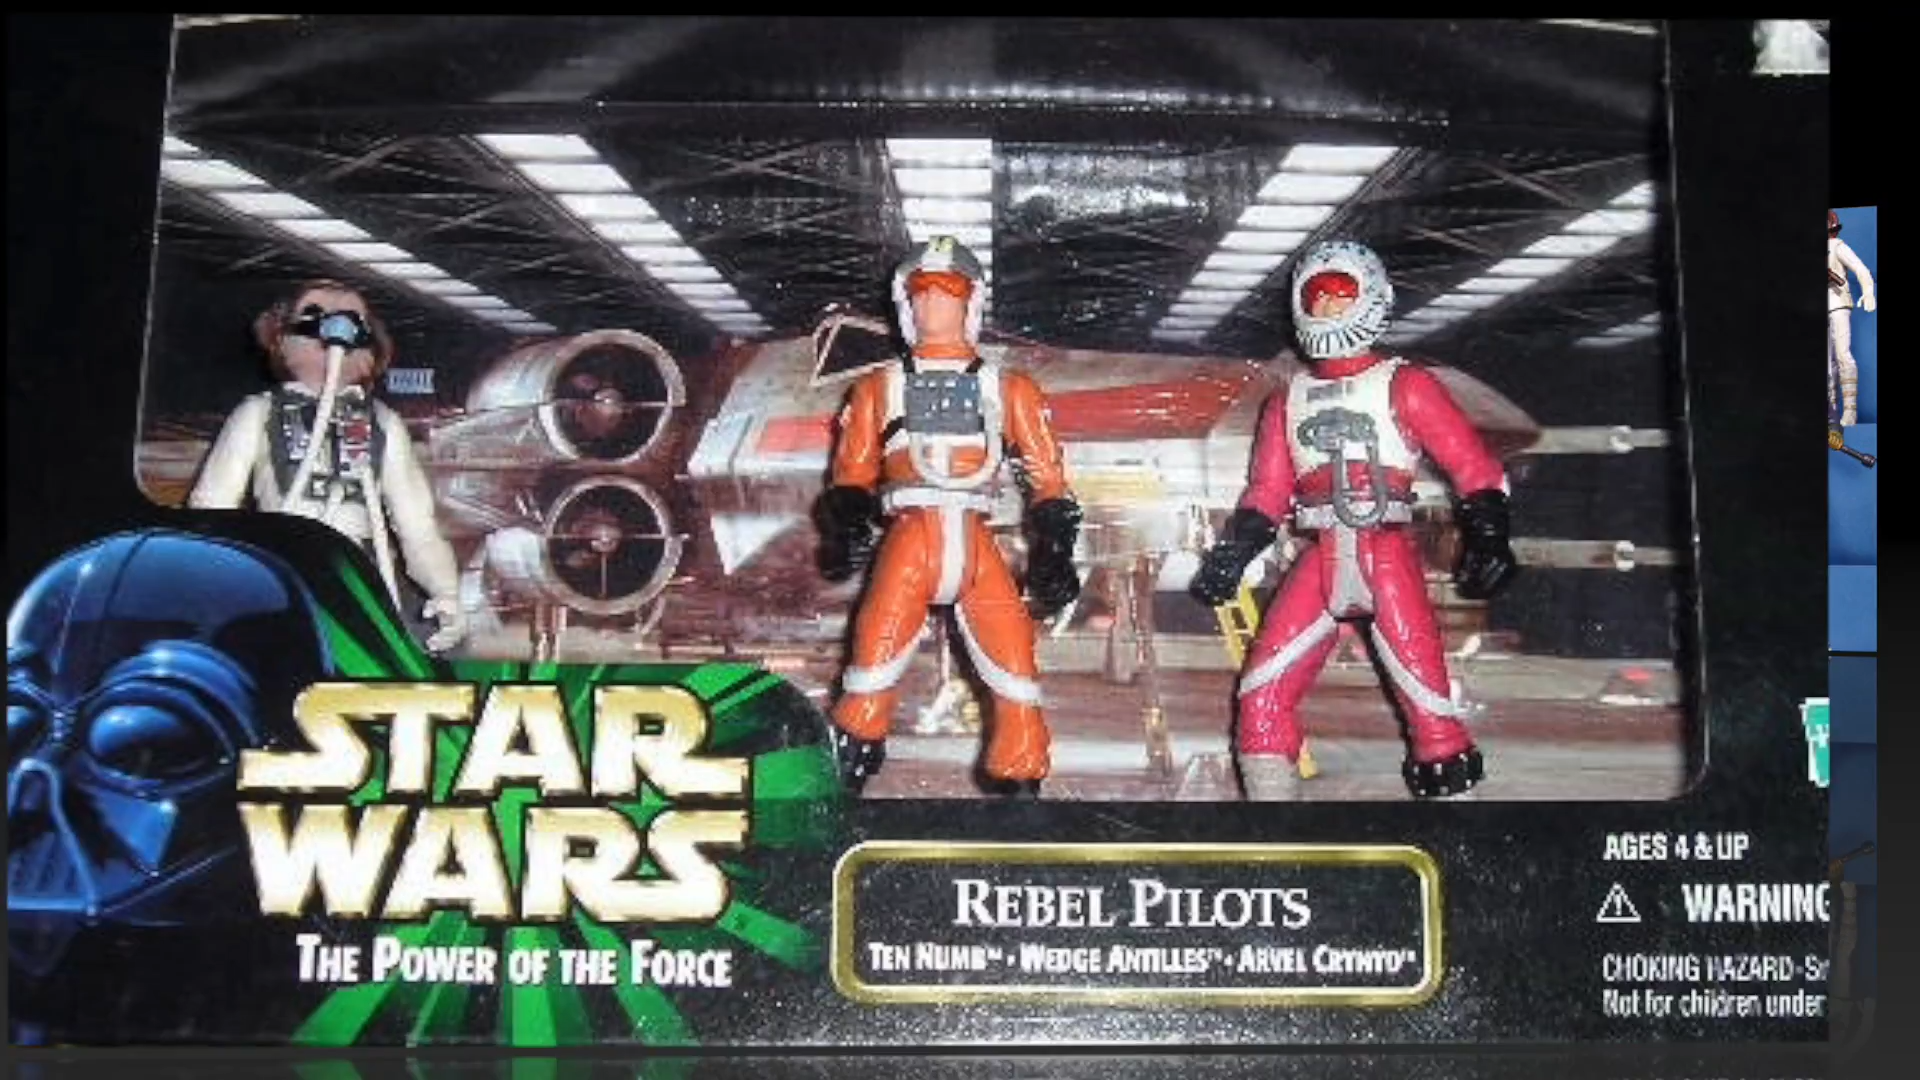 STAR
WARS
THE POWER OF THE FORCE
REBEL PILOTS
TEN NUMB™ • WEDGE ANTILLES™ • ARVEL CRYNYD™
AGES 4 & UP
⚠ WARNING
CHOKING HAZARD-Sm
Not for children under